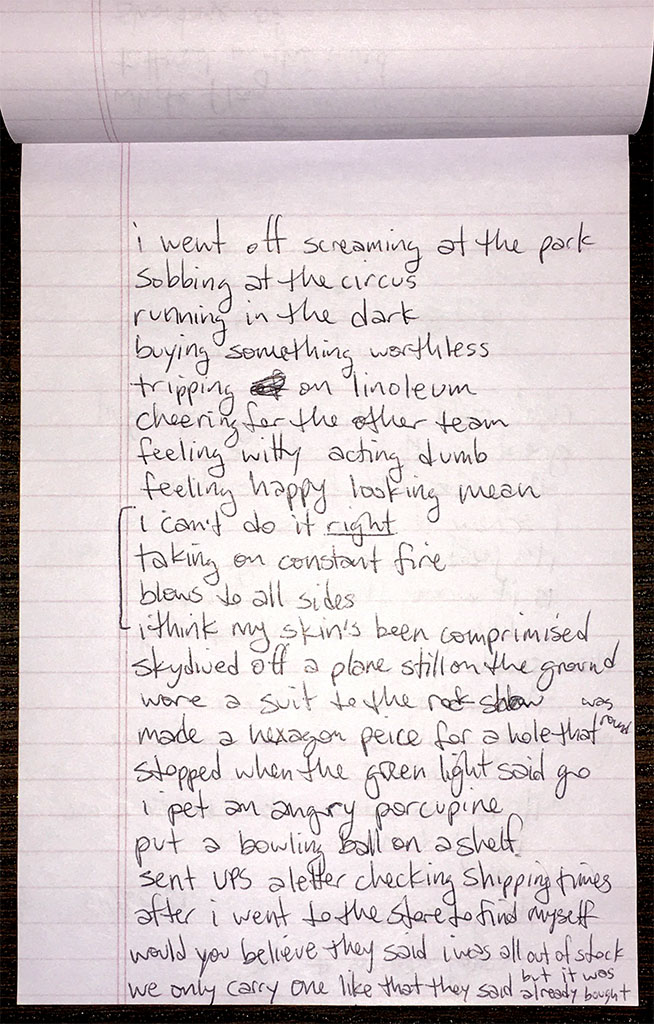 i went off screaming at the park
sobbing at the circus
running in the dark
buying something worthless
tripping on linoleum
cheering for the other team
feeling witty acting dumb
feeling happy looking mean
i can't do it right
taking on constant fire
blows to all sides
i think my skin's been comprimised
skydived off a plane still on the ground
wore a suit to the rock show
made a hexagon peice for a hole that was round
stopped when the green light said go
i pet an angry porcupine
put a bowling ball on a shelf
sent UPS a letter checking shipping times
after i went to the store to find myself
would you believe they said i was all out of stock
we only carry one like that they said but it was already bought